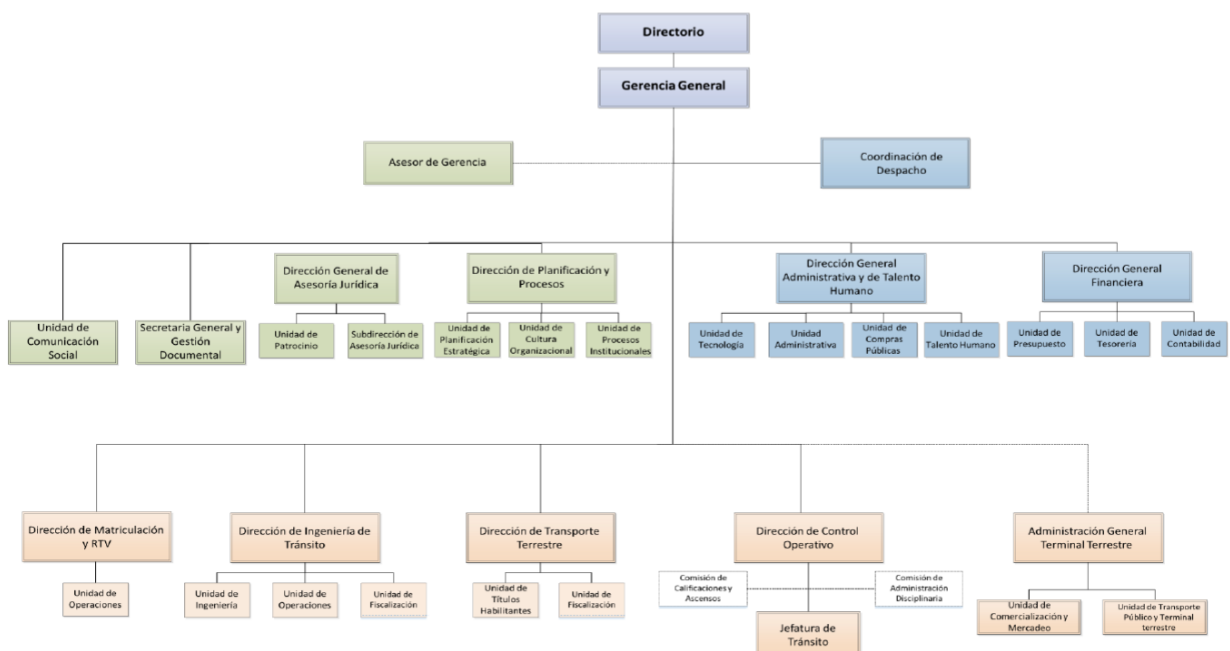 Directorio
Gerencia General
Asesor de Gerencia
Coordinación de
Despacho
Dirección General de
Asesoría Jurídica
Dirección de Planificación y
Procesos
Dirección General
Administrativa y de Talento
Humano
Dirección General
Financiera
Unidad de
Comunicación
Social
Secretaria General y
Gestión
Documental
Unidad de
Patrocinio
Subdirección de
Asesoría Jurídica
Unidad de
Planificación
Estratégica
Unidad de
Cultura
Organizacional
Unidad de
Procesos
Institucionales
Unidad de
Tecnología
Unidad
Administrativa
Unidad de
Compras
Públicas
Unidad de
Talento Humano
Unidad de
Presupuesto
Unidad de
Tesorería
Unidad de
Contabilidad
Dirección de Matriculación
y RTV
Dirección de Ingeniería de
Tránsito
Dirección de Transporte
Terrestre
Dirección de Control
Operativo
Administración General
Terminal Terrestre
Unidad de
Operaciones
Unidad de
Ingeniería
Unidad de
Operaciones
Unidad de
Fiscalización
Unidad de
Títulos
Habilitantes
Unidad de
Fiscalización
Comisión de
Calificaciones y
Ascensos
Comisión de
Administración
Disciplinaria
Jefatura de
Tránsito
Unidad de
Comercialización y
Mercadeo
Unidad de Transporte
Público y Terminal
terrestre